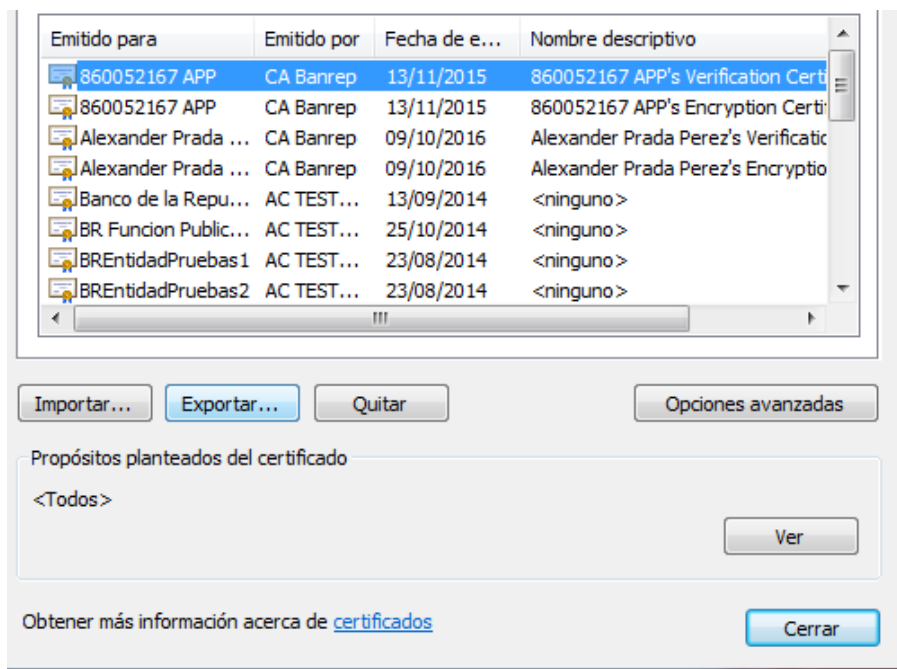 Emitido para Emitido por Fecha de e... Nombre descriptivo
860052167 APP CA Banrep 13/11/2015 860052167 APP's Verification Certi
860052167 APP CA Banrep 13/11/2015 860052167 APP's Encryption Certif
Alexander Prada ... CA Banrep 09/10/2016 Alexander Prada Perez's Verificatio
Alexander Prada ... CA Banrep 09/10/2016 Alexander Prada Perez's Encryptio
Banco de la Repu... AC TEST... 13/09/2014 <ninguno>
BR Funcion Public... AC TEST... 25/10/2014 <ninguno>
BREntidadPruebas1 AC TEST... 23/08/2014 <ninguno>
BREntidadPruebas2 AC TEST... 23/08/2014 <ninguno>
Importar... Exportar... Quitar Opciones avanzadas
Propósitos planteados del certificado
<Todos>
Ver
Obtener más información acerca de certificados
Cerrar